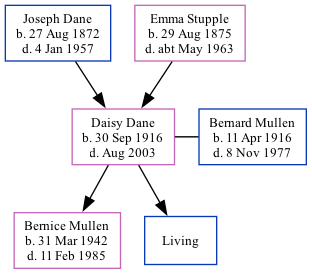 Joseph Dane
b. 27 Aug 1872
d. 4 Jan 1957
Emma Stupple
b. 29 Aug 1875
d. abt May 1963
Daisy Dane
b. 30 Sep 1916
d. Aug 2003
Bernard Mullen
b. 11 Apr 1916
d. 8 Nov 1977
Bernice Mullen
b. 31 Mar 1942
d. 11 Feb 1985
Living